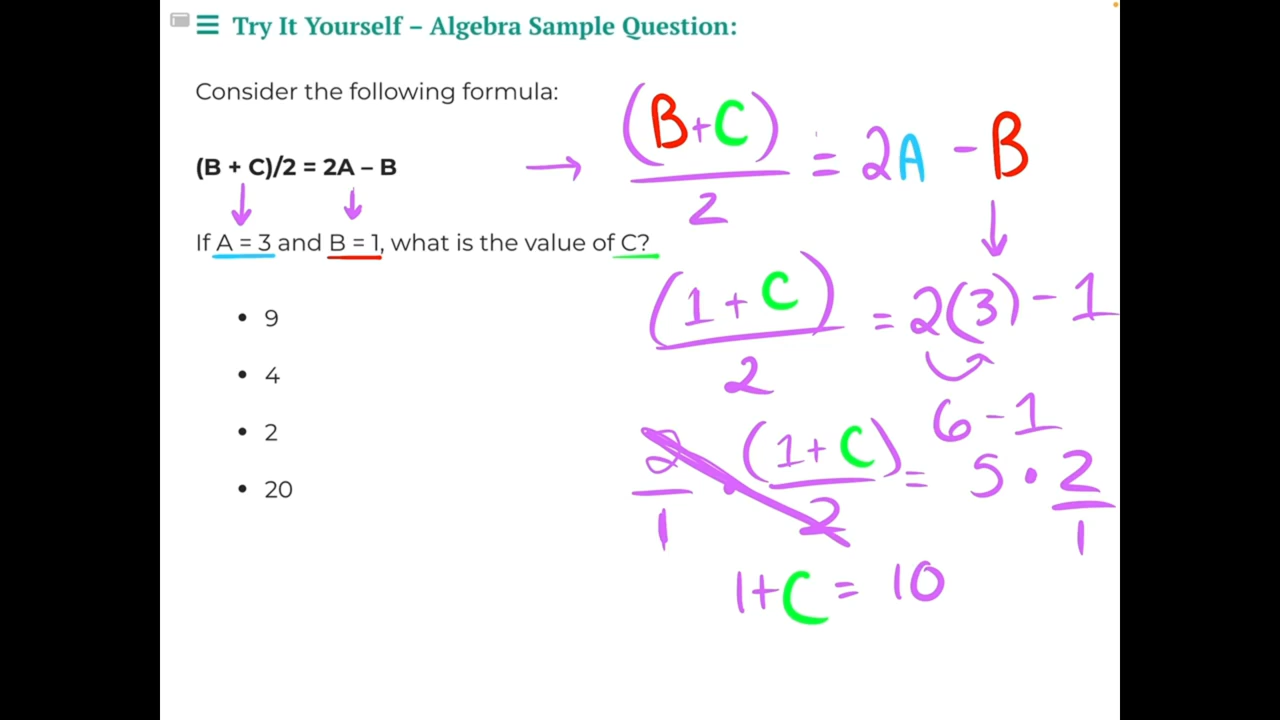 Try It Yourself – Algebra Sample Question:
Consider the following formula:
(B + C)/2 = 2A – B
If A = 3 and B = 1, what is the value of C?
• 9
• 4
• 2
• 20
→ (B+C)/2 = 2A - B
(1 + C)/2 = 2(3) - 1
6 - 1
2/1 · (1+C)/2 = 5 · 2/1
1+C = 10